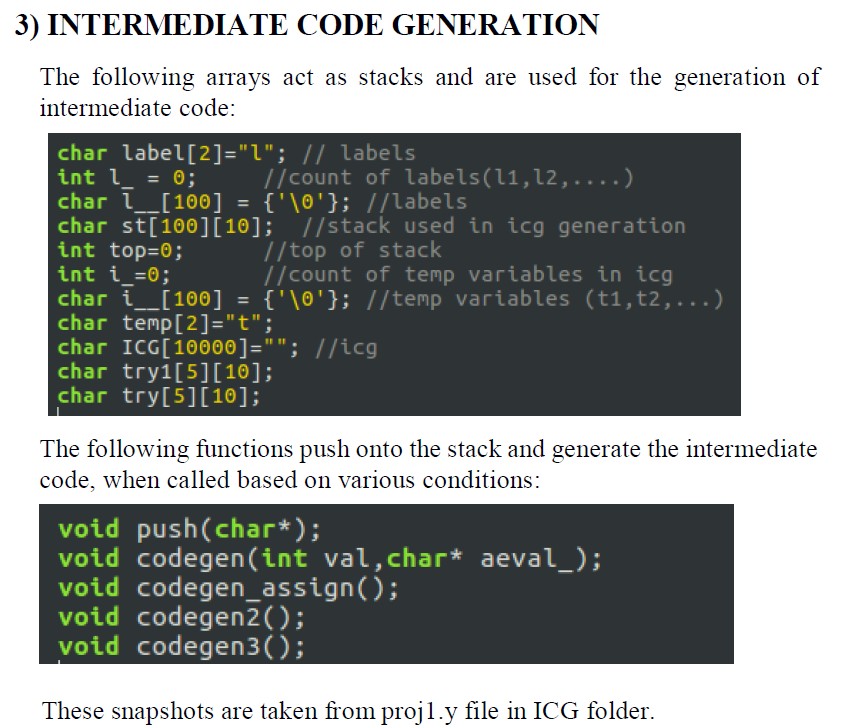 3) INTERMEDIATE CODE GENERATION
The following arrays act as stacks and are used for the generation of
intermediate code:
char label[2]="l"; // labels
int l_ = 0;       //count of labels(l1,l2,....)
char l__[100] = {'\0'}; //labels
char st[100][10];  //stack used in icg generation
int top=0;        //top of stack
int i_=0;         //count of temp variables in icg
char i__[100] = {'\0'}; //temp variables (t1,t2,...)
char temp[2]="t";
char ICG[10000]=""; //icg
char try1[5][10];
char try[5][10];
The following functions push onto the stack and generate the intermediate
code, when called based on various conditions:
void push(char*);
void codegen(int val,char* aeval_);
void codegen_assign();
void codegen2();
void codegen3();
These snapshots are taken from proj1.y file in ICG folder.